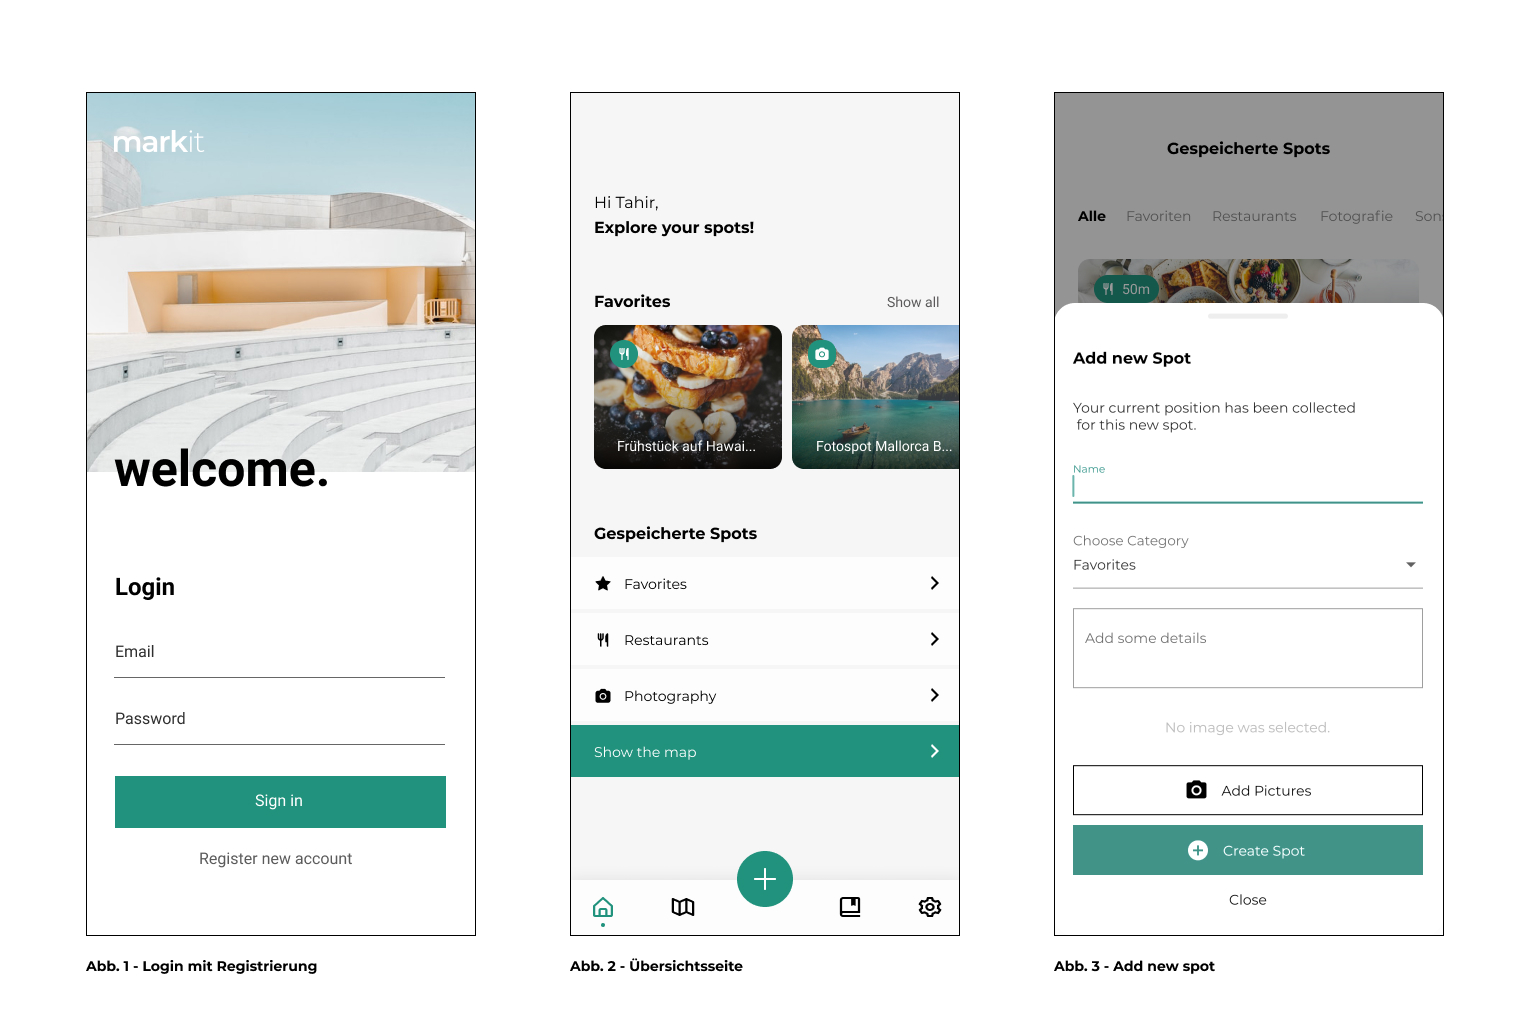 markit
welcome.
Login
Email
Password
Sign in
Register new account
Abb. 1 - Login mit Registrierung
Hi Tahir,
Explore your spots!
Favorites
Show all
Frühstück auf Hawai...
Fotospot Mallorca B...
Gespeicherte Spots
Favorites
Restaurants
Photography
Show the map
Abb. 2 - Übersichtsseite
Gespeicherte Spots
Alle Favoriten Restaurants Fotografie Son
50m
Add new Spot
Your current position has been collected
for this new spot.
Name
Choose Category
Favorites
Add some details
No image was selected.
Add Pictures
Create Spot
Close
Abb. 3 - Add new spot